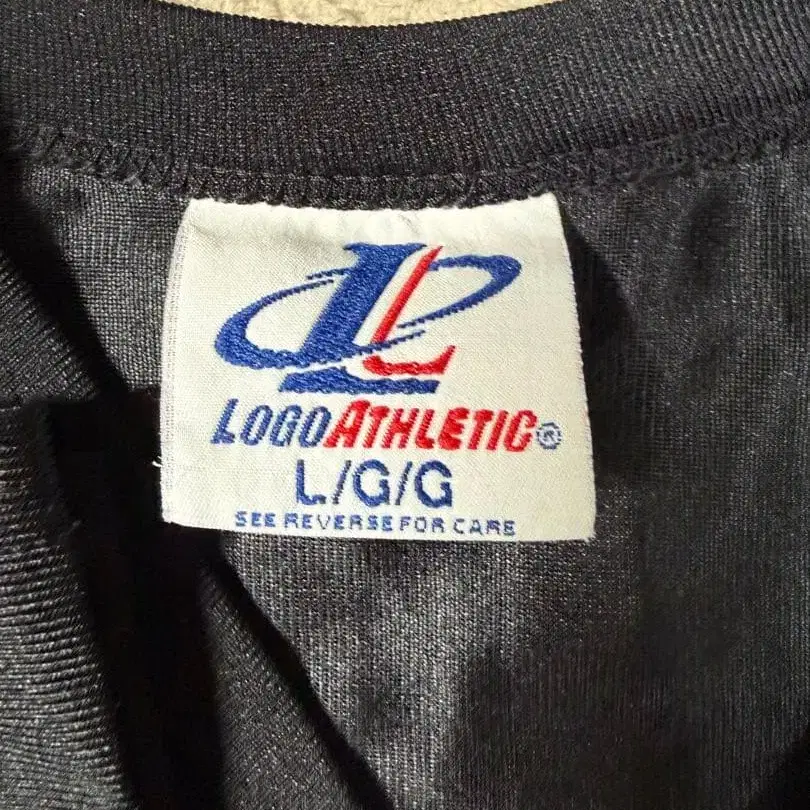 L
LOGOATHLETIC®
L/G/G
SEE REVERSE FOR CARE